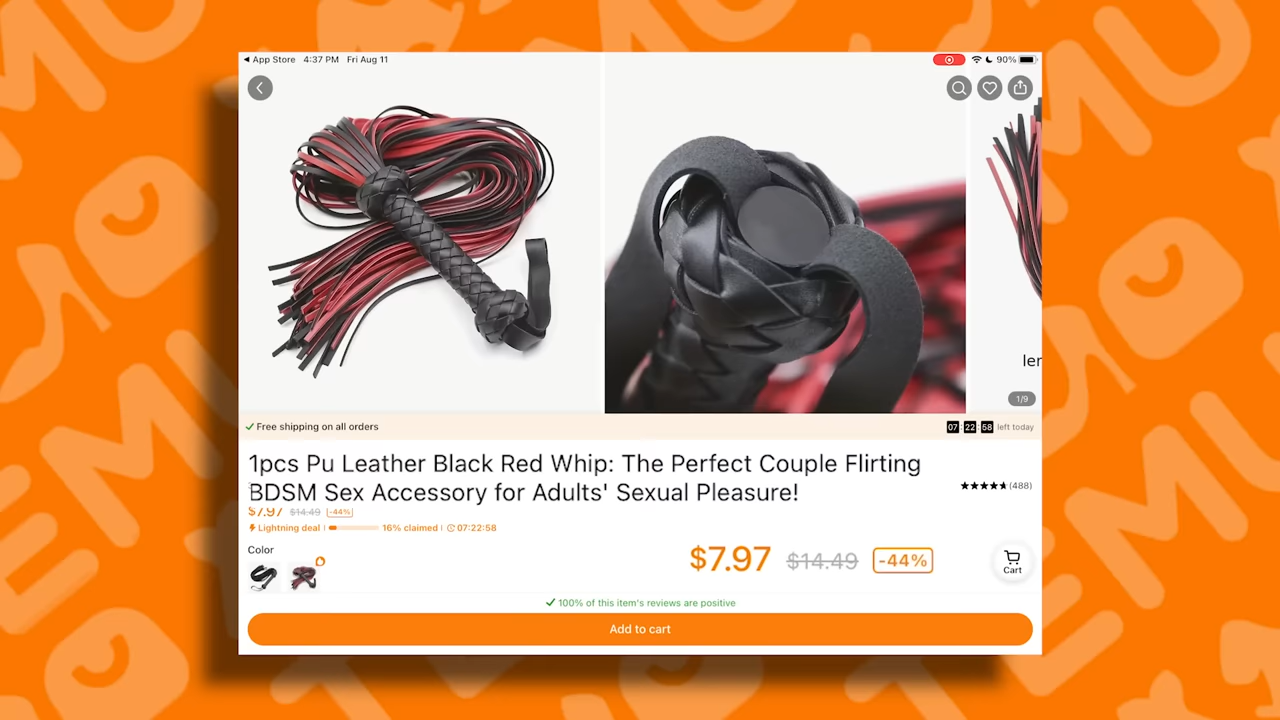 App Store 4:37 PM Fri Aug 11
90%
ler
1/9
Free shipping on all orders
07:22:58 left today
1pcs Pu Leather Black Red Whip: The Perfect Couple Flirting
BDSM Sex Accessory for Adults' Sexual Pleasure!
(488)
$7.97 $14.49 -44%
Lightning deal 16% claimed 07:22:58
Color
$7.97 $14.49 -44%
Cart
100% of this item's reviews are positive
Add to cart
TEMU